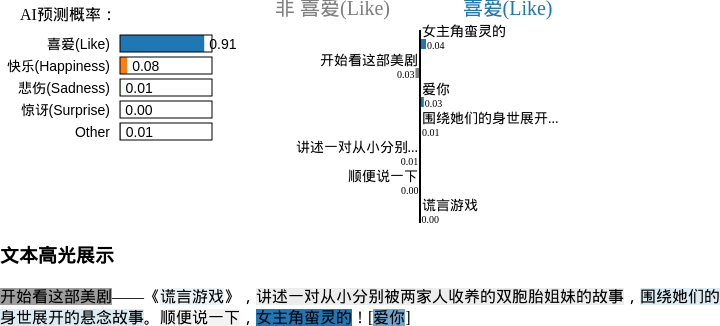 AI预测概率：
喜爱(Like) 0.91
快乐(Happiness) 0.08
悲伤(Sadness) 0.01
惊讶(Surprise) 0.00
Other 0.01
非 喜爱(Like) 喜爱(Like)
女主角蛮灵的
0.04
开始看这部美剧
0.03
爱你
0.03
围绕她们的身世展开...
0.01
讲述一对从小分别...
0.01
顺便说一下
0.00
谎言游戏
0.00
文本高光展示
开始看这部美剧——《谎言游戏》，讲述一对从小分别被两家人收养的双胞胎姐妹的故事，围绕她们的
身世展开的悬念故事。顺便说一下，女主角蛮灵的！[爱你]